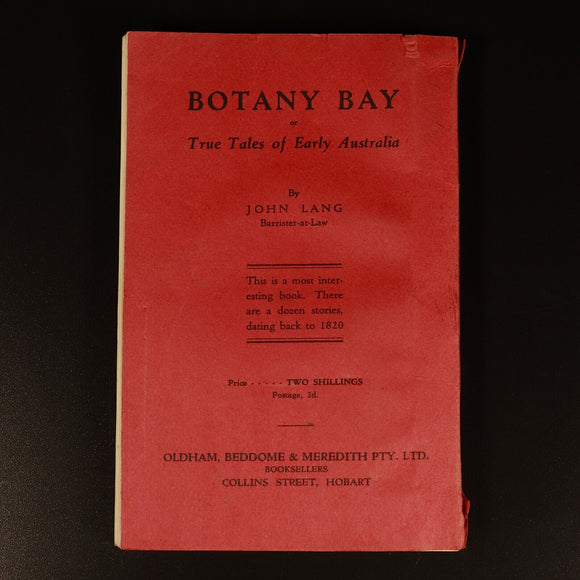 BOTANY BAY
or
True Tales of Early Australia
By
JOHN LANG
Barrister-at-Law
This is a most inter-
esting book. There
are a dozen stories,
dating back to 1820
Price . . . . . TWO SHILLINGS
Postage, 2d.
OLDHAM, BEDDOME & MEREDITH PTY. LTD.
BOOKSELLERS
COLLINS STREET, HOBART